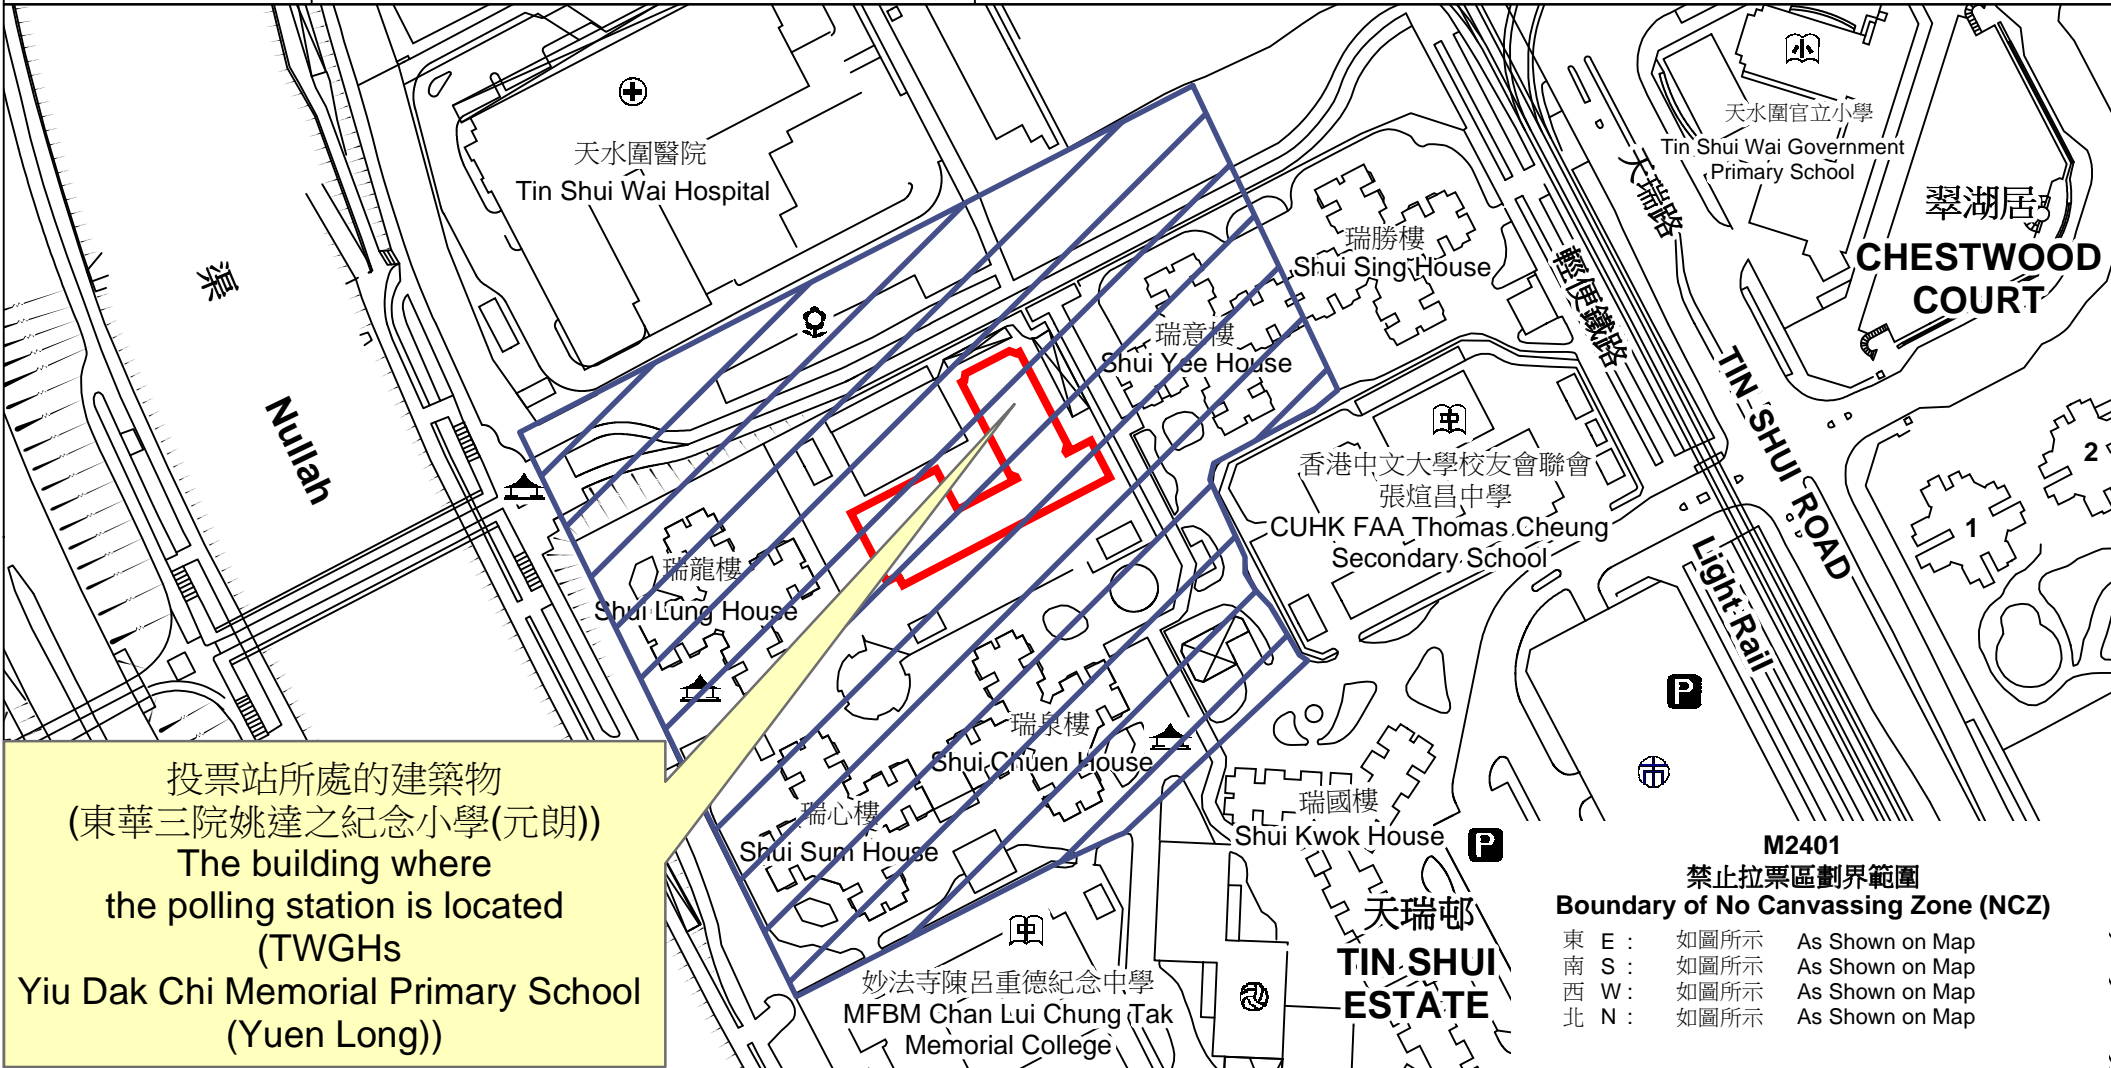 天水圍醫院
Tin Shui Wai Hospital
小
天水圍官立小學
Tin Shui Wai Government
Primary School
翠湖居
CHESTWOOD
COURT
天瑞路
輕便鐵路
TIN SHUI ROAD
Light Rail
渠
Nullah
瑞勝樓
Shui Sing House
瑞意樓
Shui Yee House
中
香港中文大學校友會聯會
張煊昌中學
CUHK FAA Thomas Cheung
Secondary School
1
2
瑞龍樓
Shui Lung House
瑞泉樓
Shui Chuen House
瑞心樓
Shui Sum House
瑞國樓
Shui Kwok House
P
P
市
天瑞邨
TIN SHUI
ESTATE
中
妙法寺陳呂重德紀念中學
MFBM Chan Lui Chung Tak
Memorial College
投票站所處的建築物
(東華三院姚達之紀念小學(元朗))
The building where
the polling station is located
(TWGHs
Yiu Dak Chi Memorial Primary School
(Yuen Long))
M2401
禁止拉票區劃界範圍
Boundary of No Canvassing Zone (NCZ)
東 E : 如圖所示 As Shown on Map
南 S : 如圖所示 As Shown on Map
西 W : 如圖所示 As Shown on Map
北 N : 如圖所示 As Shown on Map